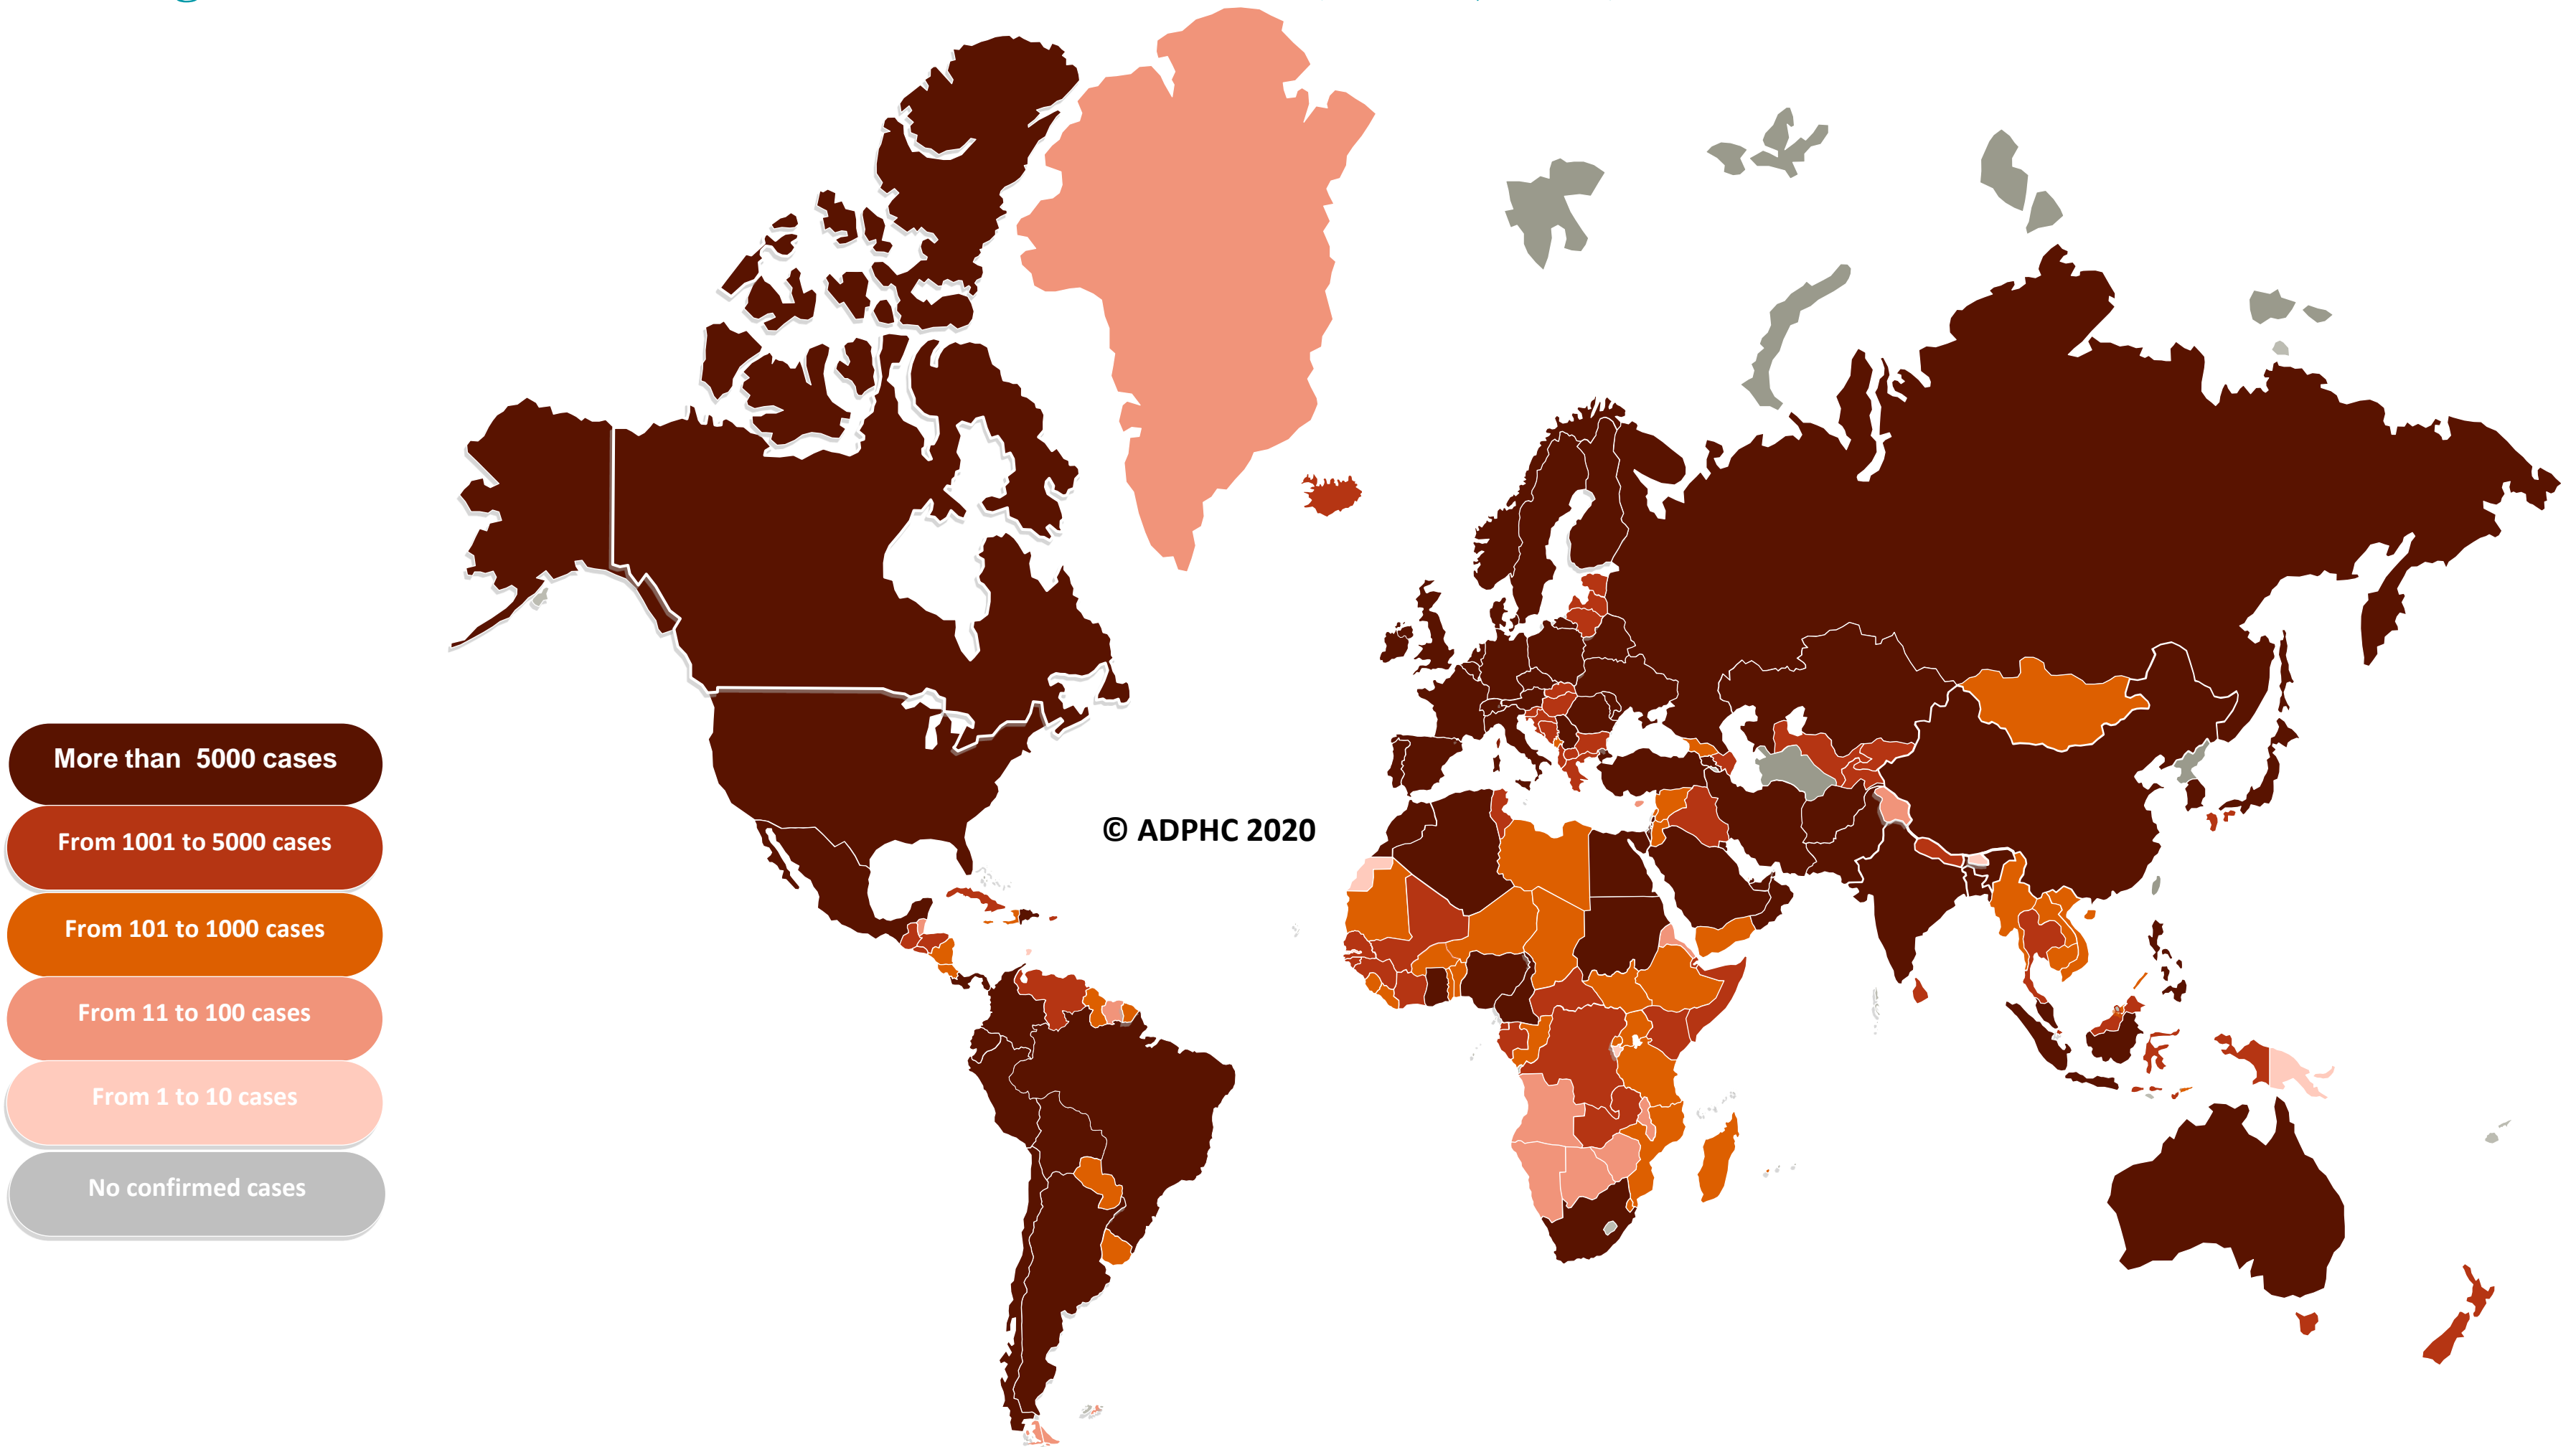 More than 5000 cases
From 1001 to 5000 cases
© ADPHC 2020
From 101 to 1000 cases
From 11 to 100 cases
From 1 to 10 cases
No confirmed cases